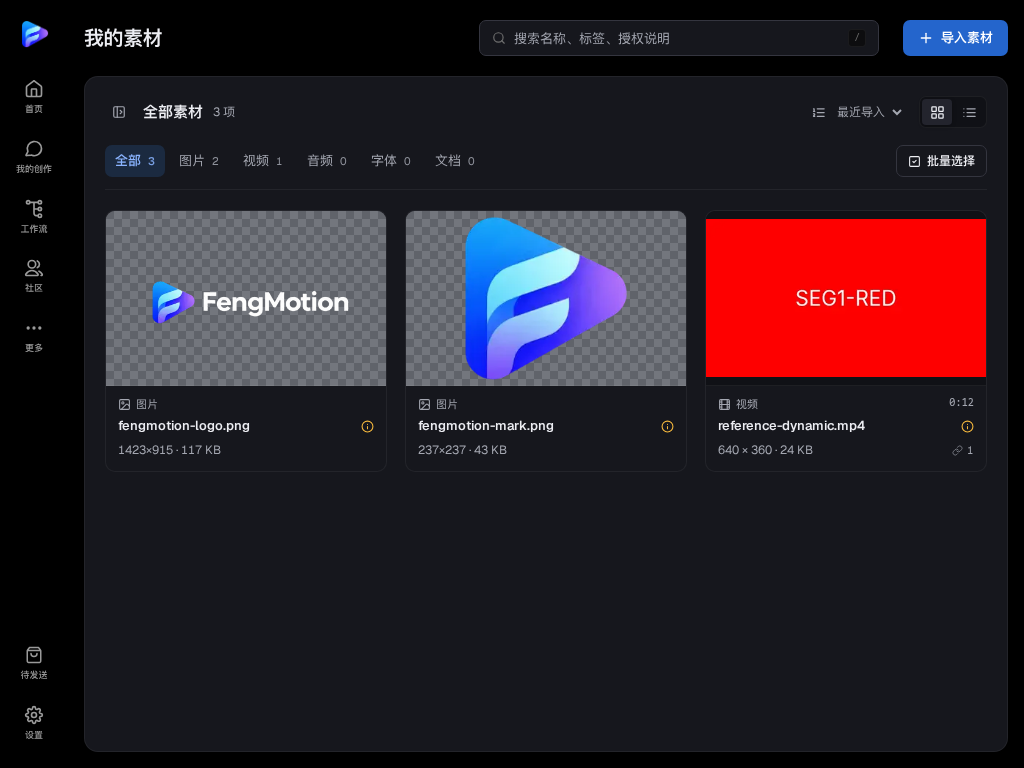 我的素材
搜索名称、标签、授权说明 /
+ 导入素材
首页
我的创作
工作流
社区
更多
待发送
设置
全部素材 3 项
最近导入
全部 3 图片 2 视频 1 音频 0 字体 0 文档 0
批量选择
FengMotion
图片
fengmotion-logo.png
1423×915 · 117 KB
图片
fengmotion-mark.png
237×237 · 43 KB
SEG1-RED
视频 0:12
reference-dynamic.mp4
640 × 360 · 24 KB 1